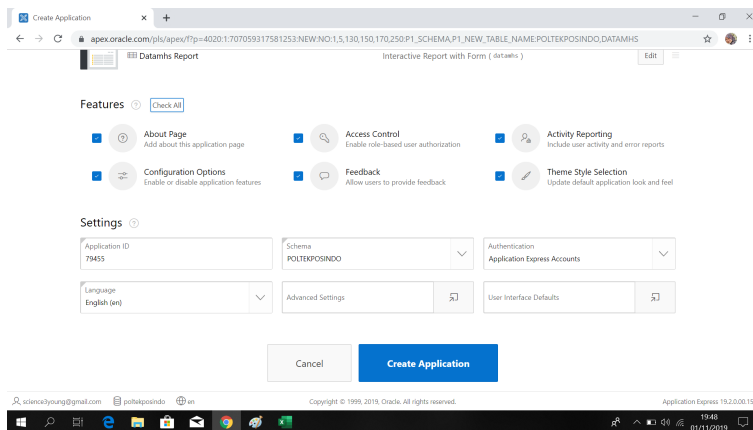 Create Application
apex.oracle.com/pls/apex/f?p=4020:1:707059317581253:NEW:NO:1,5,130,150,170,250:P1_SCHEMA,P1_NEW_TABLE_NAME:POLTEKPOSINDO,DATAMHS
Datamhs Report Interactive Report with Form ( datamhs ) Edit
Features Check All
About Page Access Control Activity Reporting
Add about this application page Enable role-based user authorization Include user activity and error reports
Configuration Options Feedback Theme Style Selection
Enable or disable application features Allow users to provide feedback Update default application look and feel
Settings
Application ID Schema Authentication
79455 POLTEKPOSINDO Application Express Accounts
Language Advanced Settings User Interface Defaults
English (en)
Cancel Create Application
science3young@gmail.com poltekposindo en Copyright © 1999, 2019, Oracle. All rights reserved. Application Express 19.2.0.00.15
19:48
01/11/2019